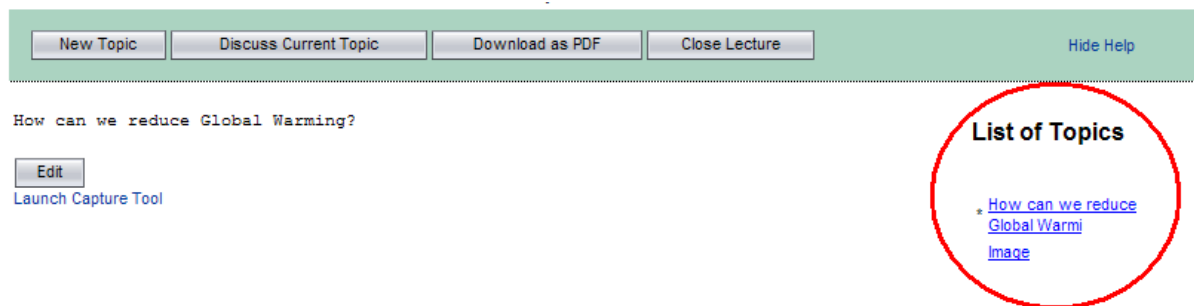 New Topic Discuss Current Topic Download as PDF Close Lecture Hide Help
How can we reduce Global Warming?
Edit
Launch Capture Tool
List of Topics
* How can we reduce
Global Warmi
Image